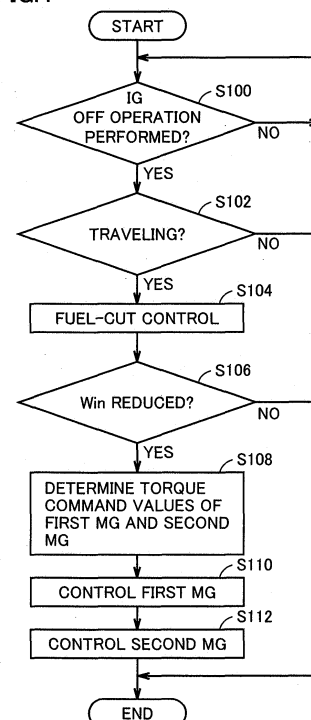 START
S100
IG
OFF OPERATION
PERFORMED?
NO
YES
S102
TRAVELING?
NO
YES
S104
FUEL-CUT CONTROL
S106
Win REDUCED?
NO
YES
S108
DETERMINE TORQUE
COMMAND VALUES OF
FIRST MG AND SECOND
MG
S110
CONTROL FIRST MG
S112
CONTROL SECOND MG
END